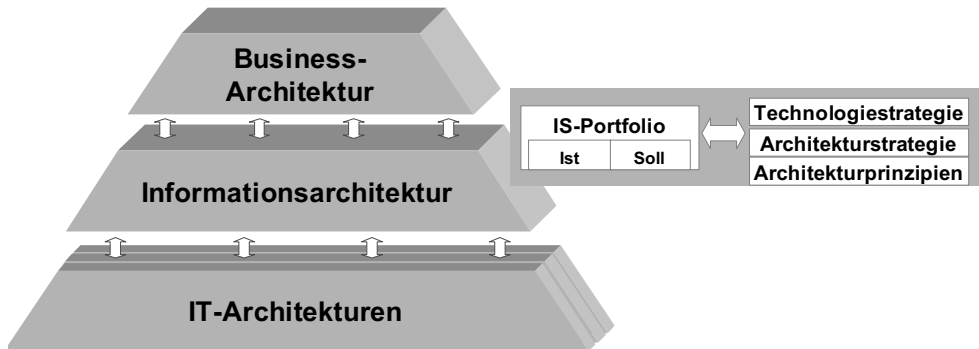 Business-
Architektur
Informationsarchitektur
IT-Architekturen
IS-Portfolio
Ist Soll
Technologiestrategie
Architekturstrategie
Architekturprinzipien